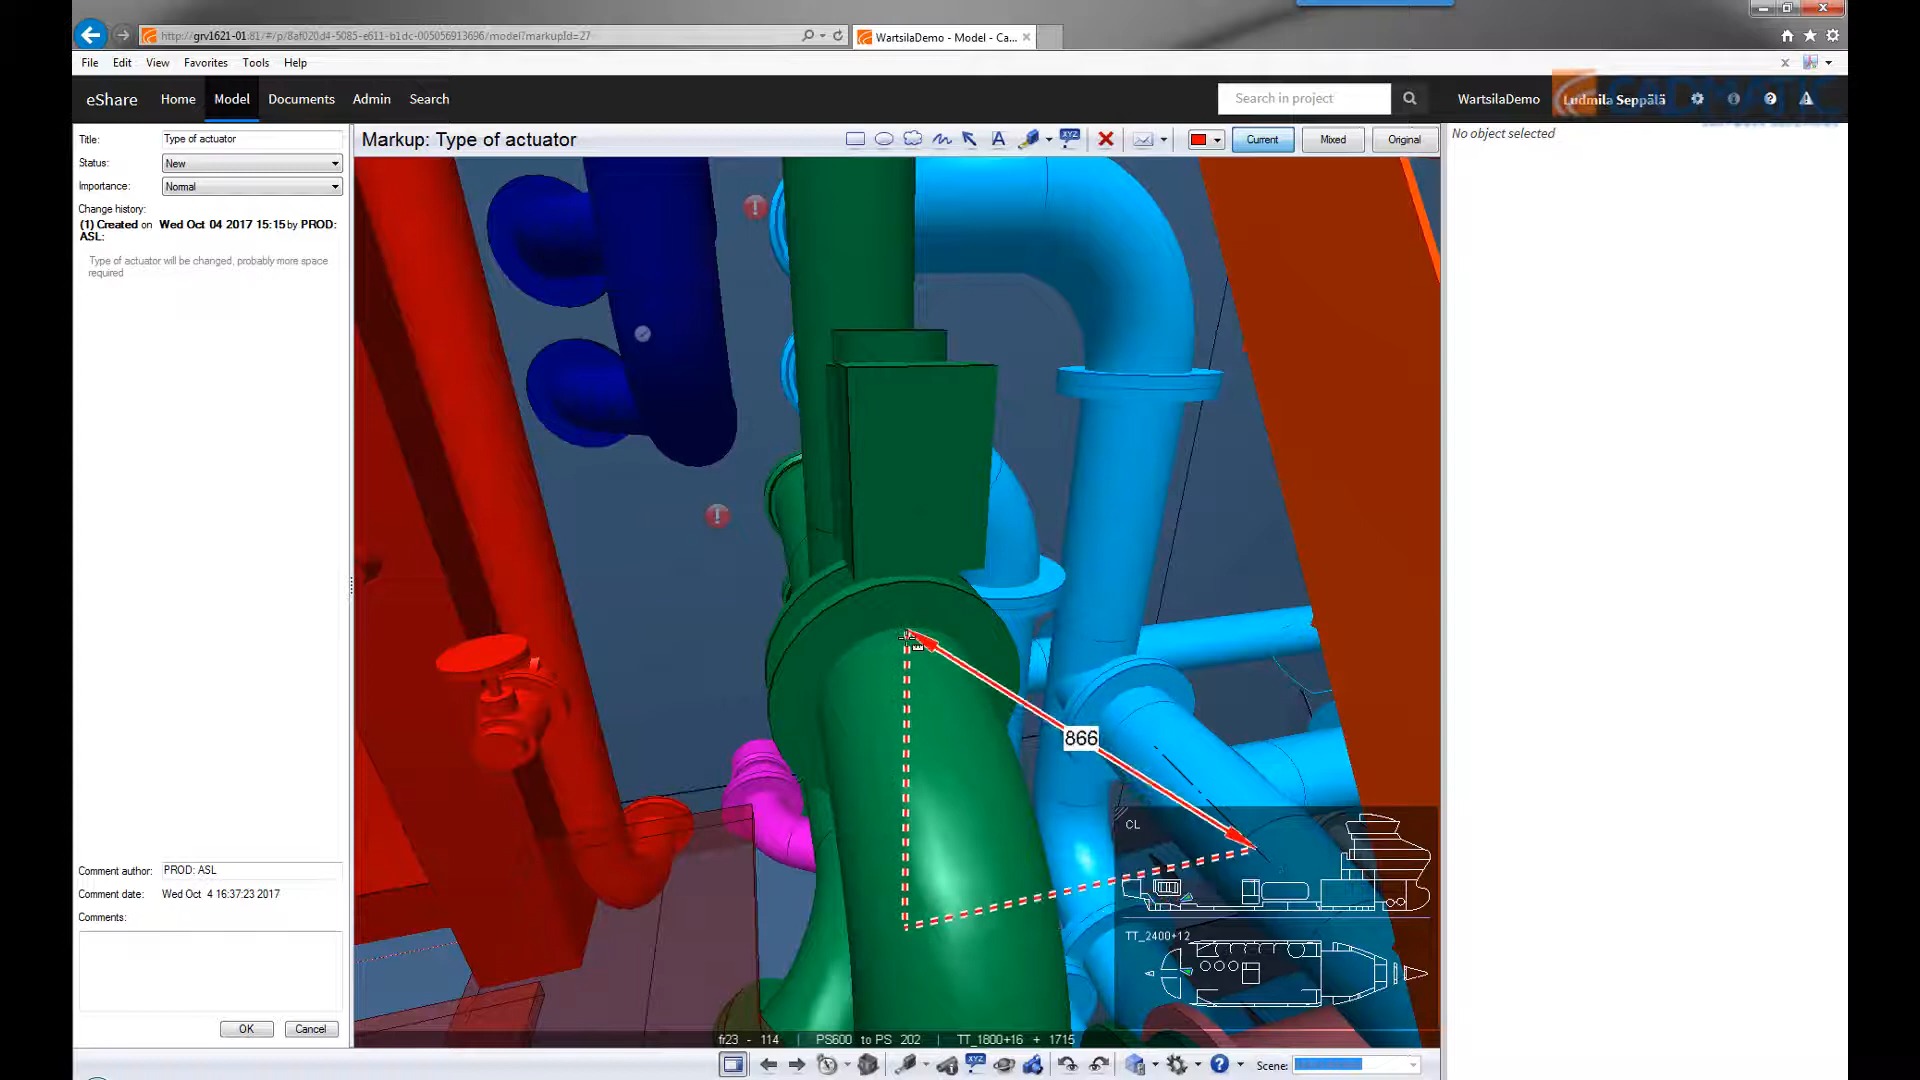 http://grv1621-01:81/#/p/8af020d4-5085-e611-b1dc-005056913696/model?markupId=27
WartsilaDemo - Model - Ca...
File Edit View Favorites Tools Help
eShare Home Model Documents Admin Search
Search in project
WartsilaDemo
CADMATIC
Ludmila Seppälä
Title: Type of actuator
Status: New
Importance: Normal
Change history:
(1) Created on Wed Oct 04 2017 15:15 by PROD: ASL:
Type of actuator will be changed, probably more space
required
Markup: Type of actuator
A
XYZ
Current Mixed Original
No object selected
866
CL
TT_2400+12
Comment author: PROD: ASL
Comment date: Wed Oct 4 16:37:23 2017
Comments:
OK Cancel
fr23 - 114 PS600 to PS 202 TT_1800+16 + 1715
XYZ
Scene: